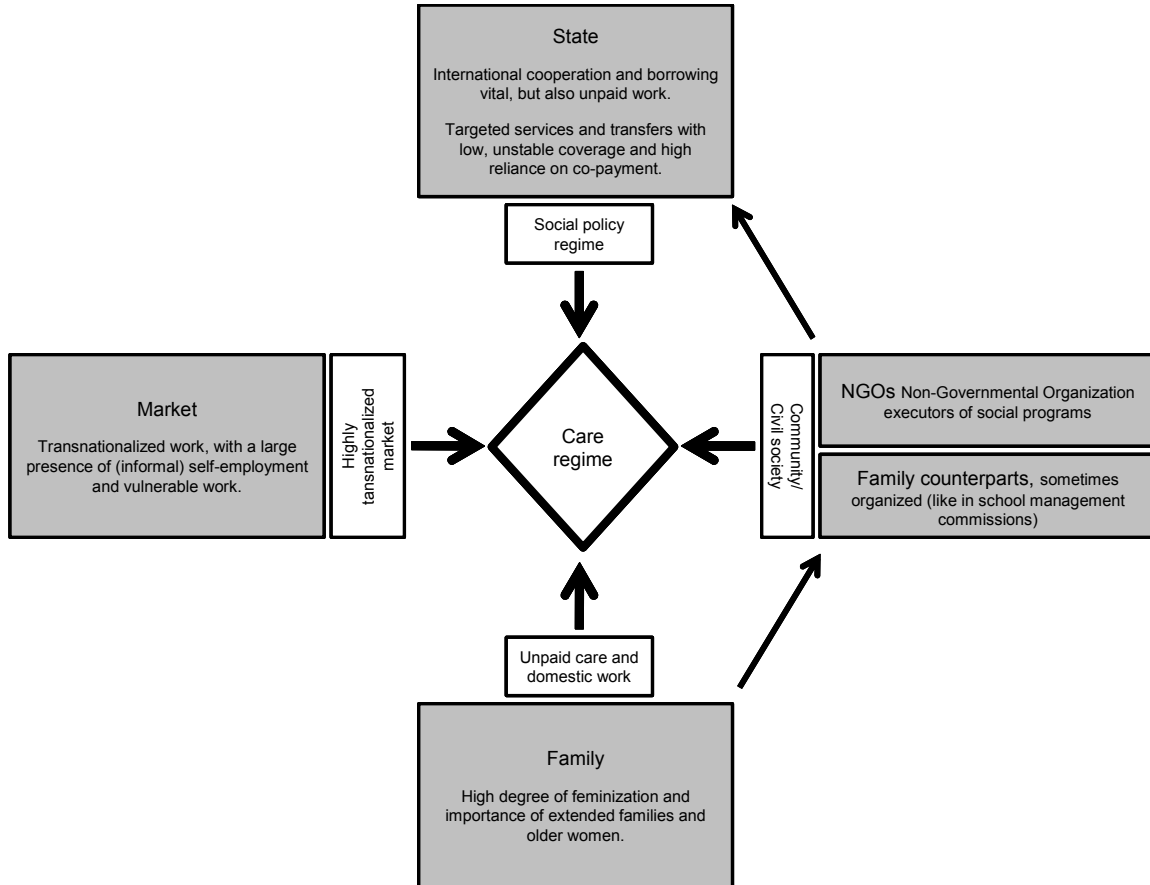 State
International cooperation and borrowing
vital, but also unpaid work.
Targeted services and transfers with
low, unstable coverage and high
reliance on co-payment.
Social policy
regime
Market
Transnationalized work, with a large
presence of (informal) self-employment
and vulnerable work.
Highly
tansnationalized
market
Care
regime
Community/
Civil society
NGOs Non-Governmental Organization
executors of social programs
Family counterparts, sometimes
organized (like in school management
commissions)
Unpaid care and
domestic work
Family
High degree of feminization and
importance of extended families and
older women.